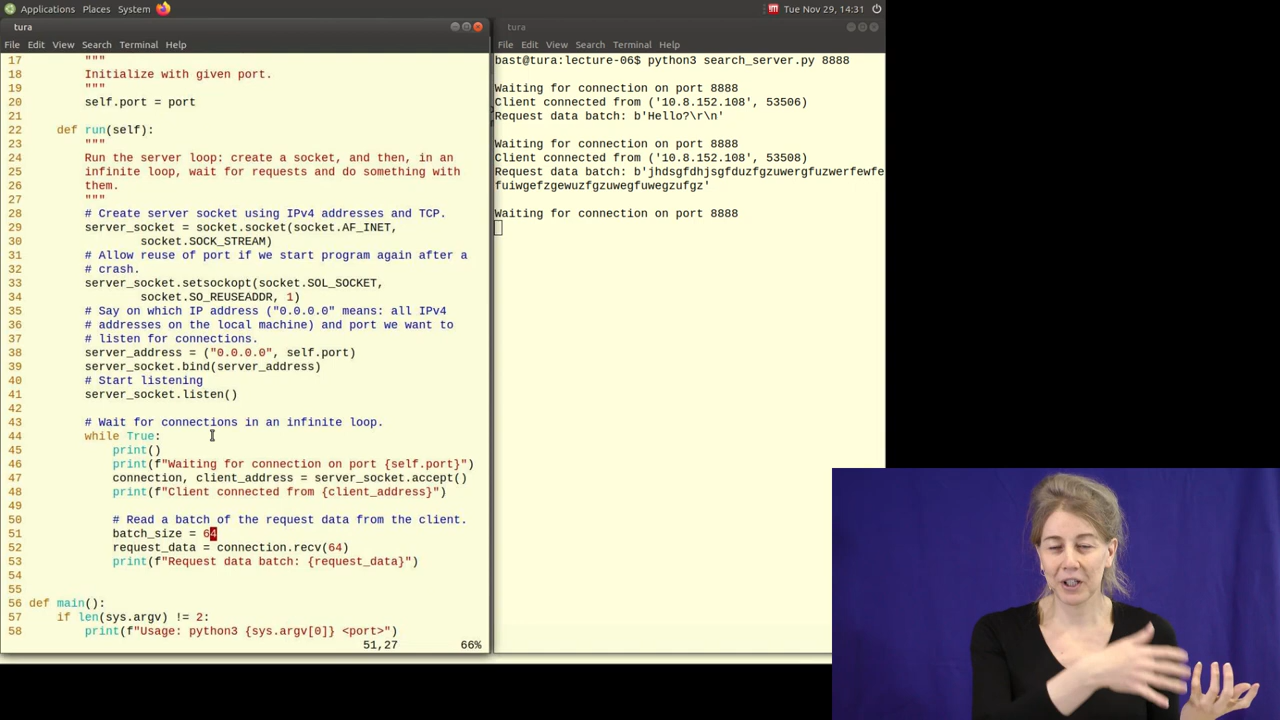 Applications Places System
Tue Nov 29, 14:31
tura
File Edit View Search Terminal Help
17 """
18 Initialize with given port.
19 """
20 self.port = port
21
22 def run(self):
23 """
24 Run the server loop: create a socket, and then, in an
25 infinite loop, wait for requests and do something with
26 them.
27 """
28 # Create server socket using IPv4 addresses and TCP.
29 server_socket = socket.socket(socket.AF_INET,
30 socket.SOCK_STREAM)
31 # Allow reuse of port if we start program again after a
32 # crash.
33 server_socket.setsockopt(socket.SOL_SOCKET,
34 socket.SO_REUSEADDR, 1)
35 # Say on which IP address ("0.0.0.0" means: all IPv4
36 # addresses on the local machine) and port we want to
37 # listen for connections.
38 server_address = ("0.0.0.0", self.port)
39 server_socket.bind(server_address)
40 # Start listening
41 server_socket.listen()
42
43 # Wait for connections in an infinite loop.
44 while True:
45 print()
46 print(f"Waiting for connection on port {self.port}")
47 connection, client_address = server_socket.accept()
48 print(f"Client connected from {client_address}")
49
50 # Read a batch of the request data from the client.
51 batch_size = 64
52 request_data = connection.recv(64)
53 print(f"Request data batch: {request_data}")
54
55
56 def main():
57 if len(sys.argv) != 2:
58 print(f"Usage: python3 {sys.argv[0]} <port>")
51,27 66%
tura
File Edit View Search Terminal Help
bast@tura:lecture-06$ python3 search_server.py 8888
Waiting for connection on port 8888
Client connected from ('10.8.152.108', 53506)
Request data batch: b'Hello?\r\n'
Waiting for connection on port 8888
Client connected from ('10.8.152.108', 53508)
Request data batch: b'jhdsgfdhjsgfduzfgzuwergfuzwerfewfe
fuiwgefzgewuzfgzuwegfuwegzufgz'
Waiting for connection on port 8888